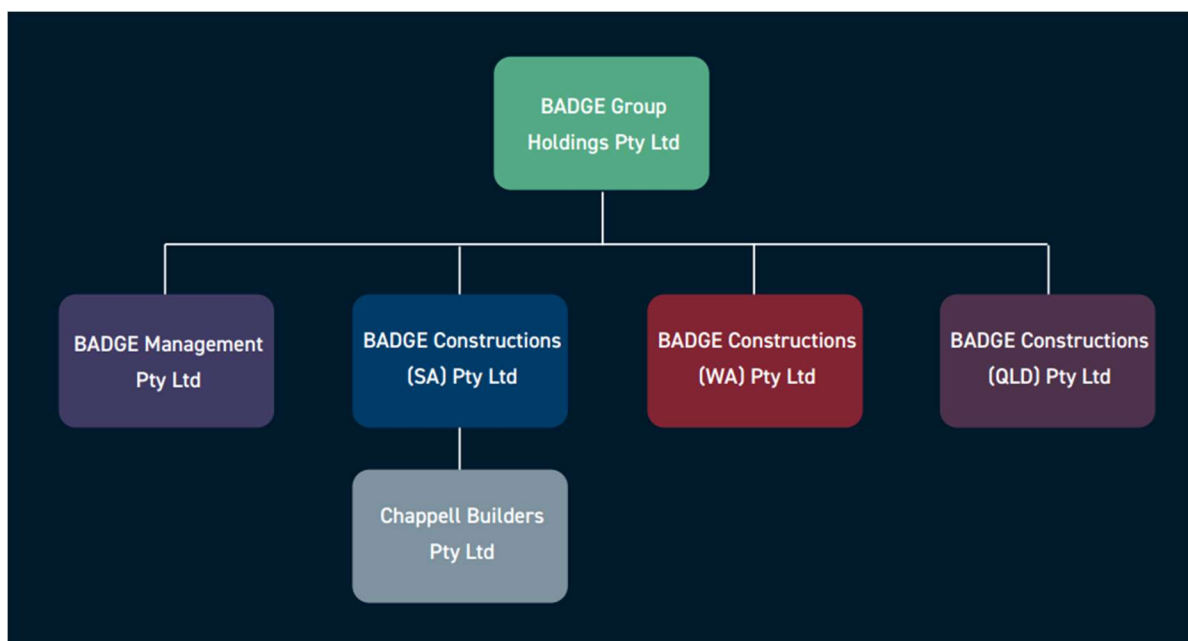 BADGE Group
Holdings Pty Ltd
BADGE Management
Pty Ltd
BADGE Constructions
(SA) Pty Ltd
BADGE Constructions
(WA) Pty Ltd
BADGE Constructions
(QLD) Pty Ltd
Chappell Builders
Pty Ltd